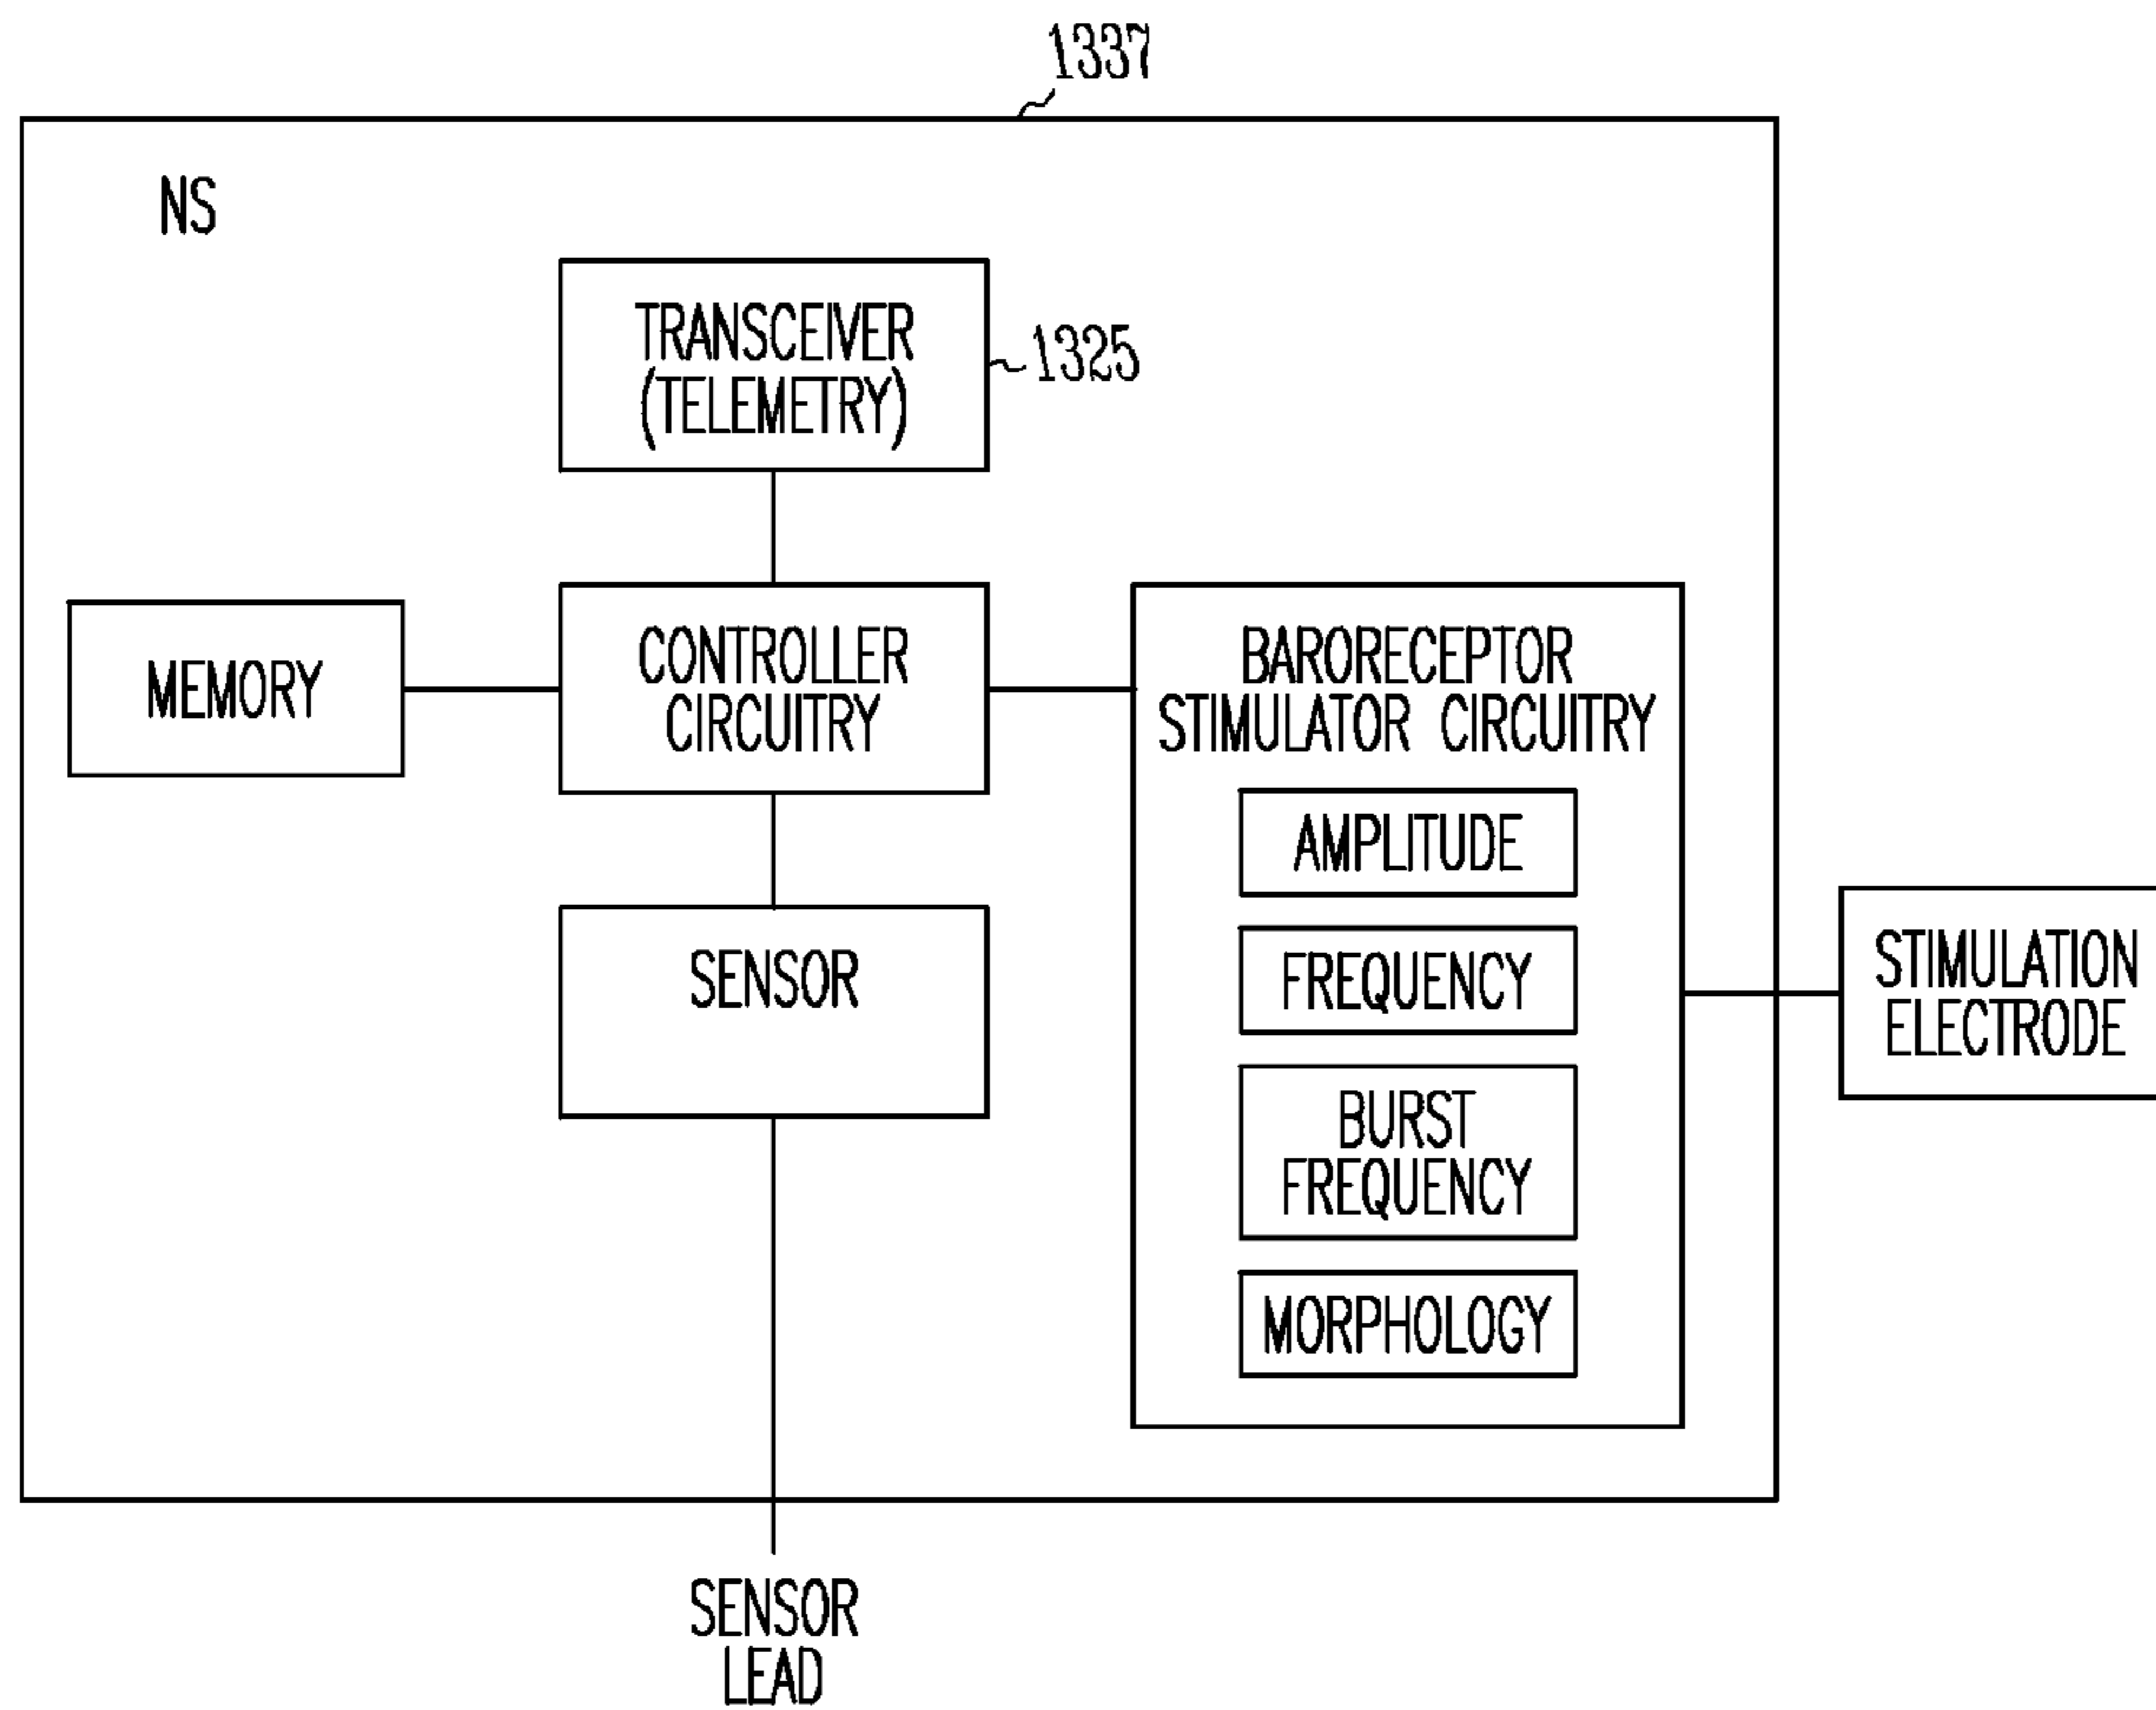 1337
NS
TRANSCEIVER
(TELEMETRY)
1325
MEMORY
CONTROLLER
CIRCUITRY
BARORECEPTOR
STIMULATOR CIRCUITRY
AMPLITUDE
FREQUENCY
BURST
FREQUENCY
MORPHOLOGY
SENSOR
STIMULATION
ELECTRODE
SENSOR
LEAD